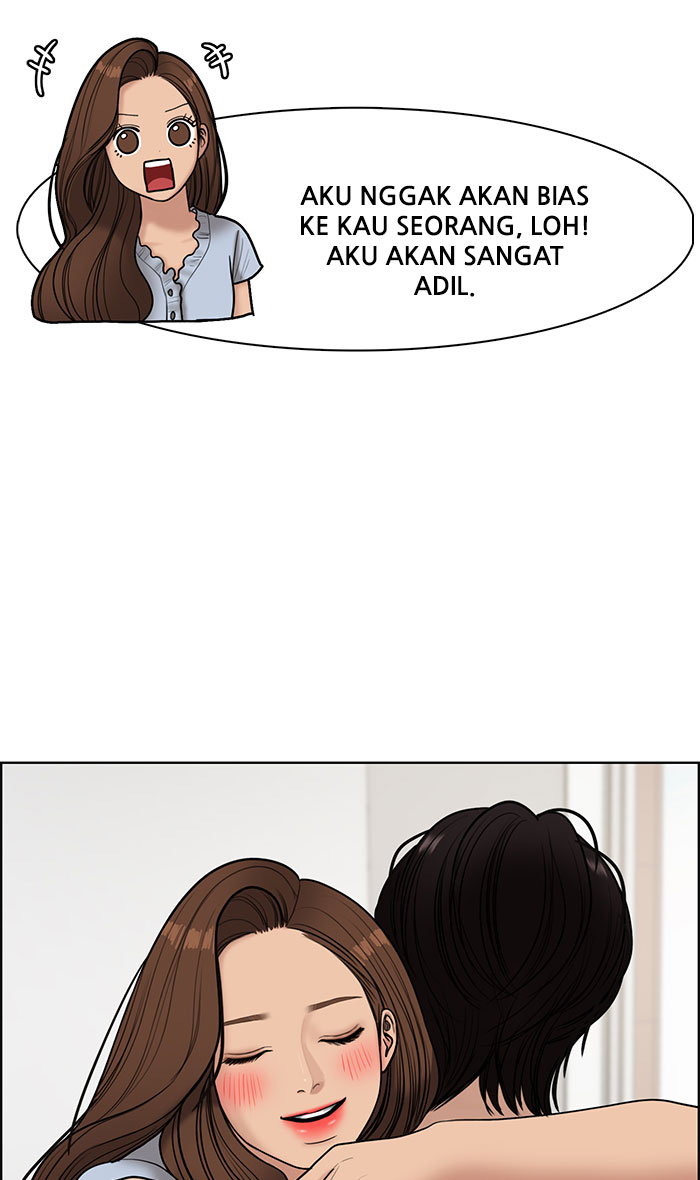 AKU NGGAK AKAN BIAS
KE KAU SEORANG, LOH!
AKU AKAN SANGAT
ADIL.